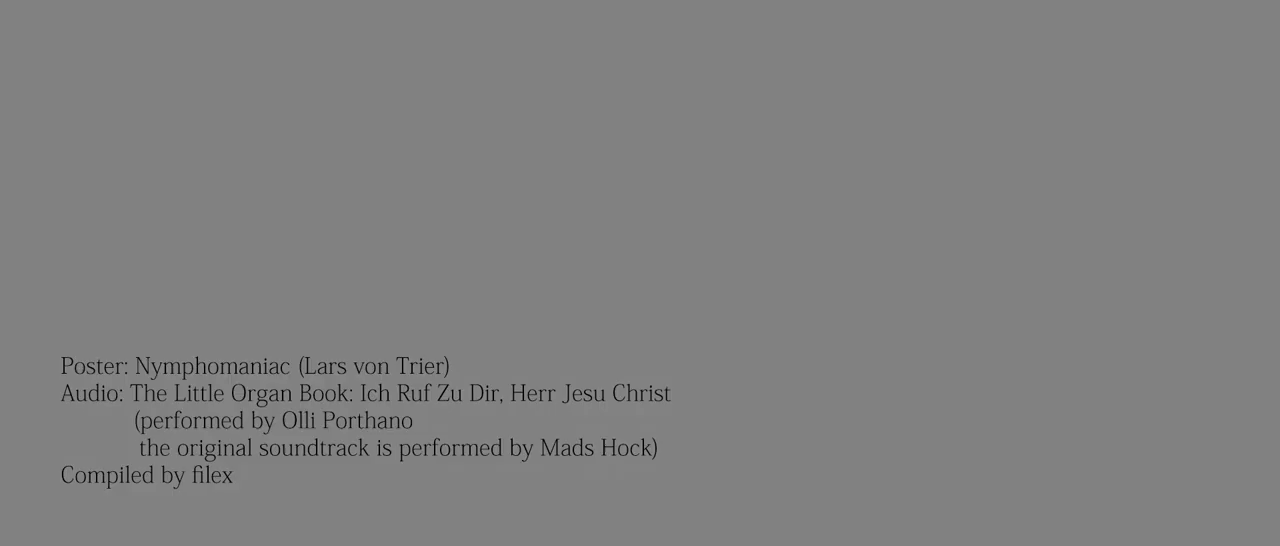 Poster: Nymphomaniac (Lars von Trier)
Audio: The Little Organ Book: Ich Ruf Zu Dir, Herr Jesu Christ
(performed by Olli Porthano
the original soundtrack is performed by Mads Hock)
Compiled by filex